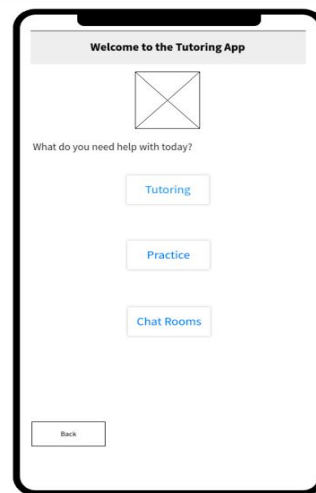 Welcome to the Tutoring App
What do you need help with today?
Tutoring
Practice
Chat Rooms
Back